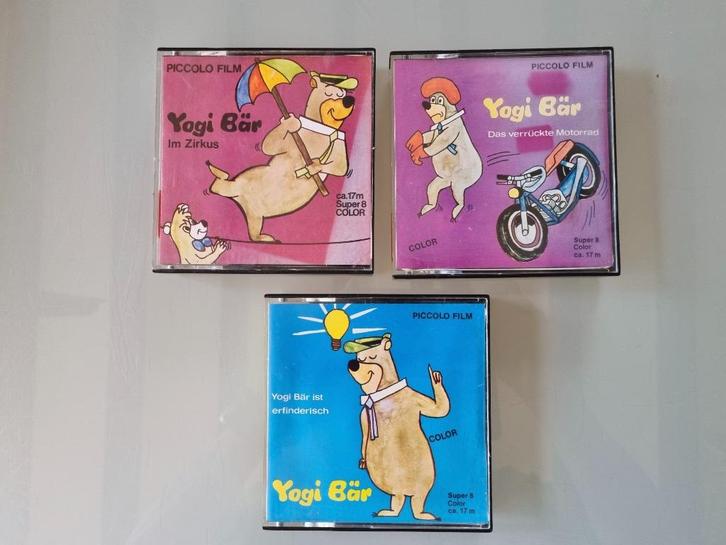 PICCOLO FILM
Yogi Bär
Im Zirkus
ca. 17m
Super 8
COLOR
PICCOLO FILM
Yogi Bär
Das verrückte Motorrad
COLOR
Super 8
Color
ca. 17 m
PICCOLO FILM
Yogi Bär ist
erfinderisch
COLOR
Yogi Bär
Super 8
Color
ca. 17 m